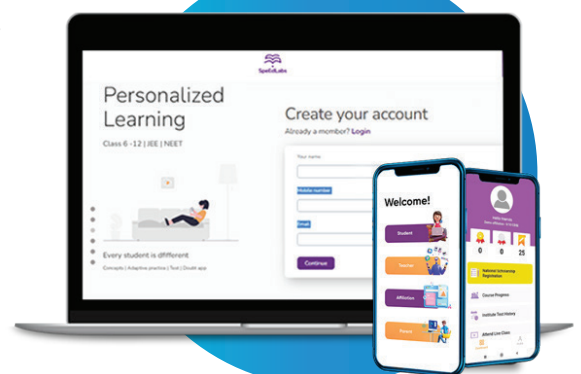 SpeEdLabs
Personalized
Learning
Class 6 -12 | JEE | NEET
Every student is dfifferent
Concepts | Adaptive practice | Test | Doubt app
Create your account
Already a member? Login
Your name
Mobile number
Email
Continue
Welcome!
Student
Teacher
Affiliates
Parent
0
0
25
National Scholarship
Registration
Course Progress
Institute Test History
Attend Live Class